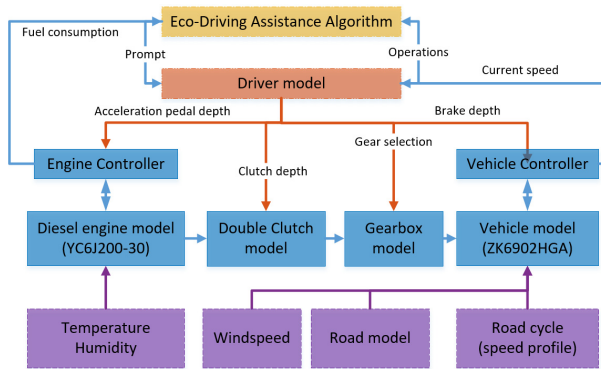 Eco-Driving Assistance Algorithm
Fuel consumption
Prompt
Operations
Driver model
Current speed
Acceleration pedal depth
Brake depth
Gear selection
Engine Controller
Clutch depth
Vehicle Controller
Diesel engine model
(YC6J200-30)
Double Clutch
model
Gearbox
model
Vehicle model
(ZK6902HGA)
Temperature
Humidity
Windspeed
Road model
Road cycle
(speed profile)